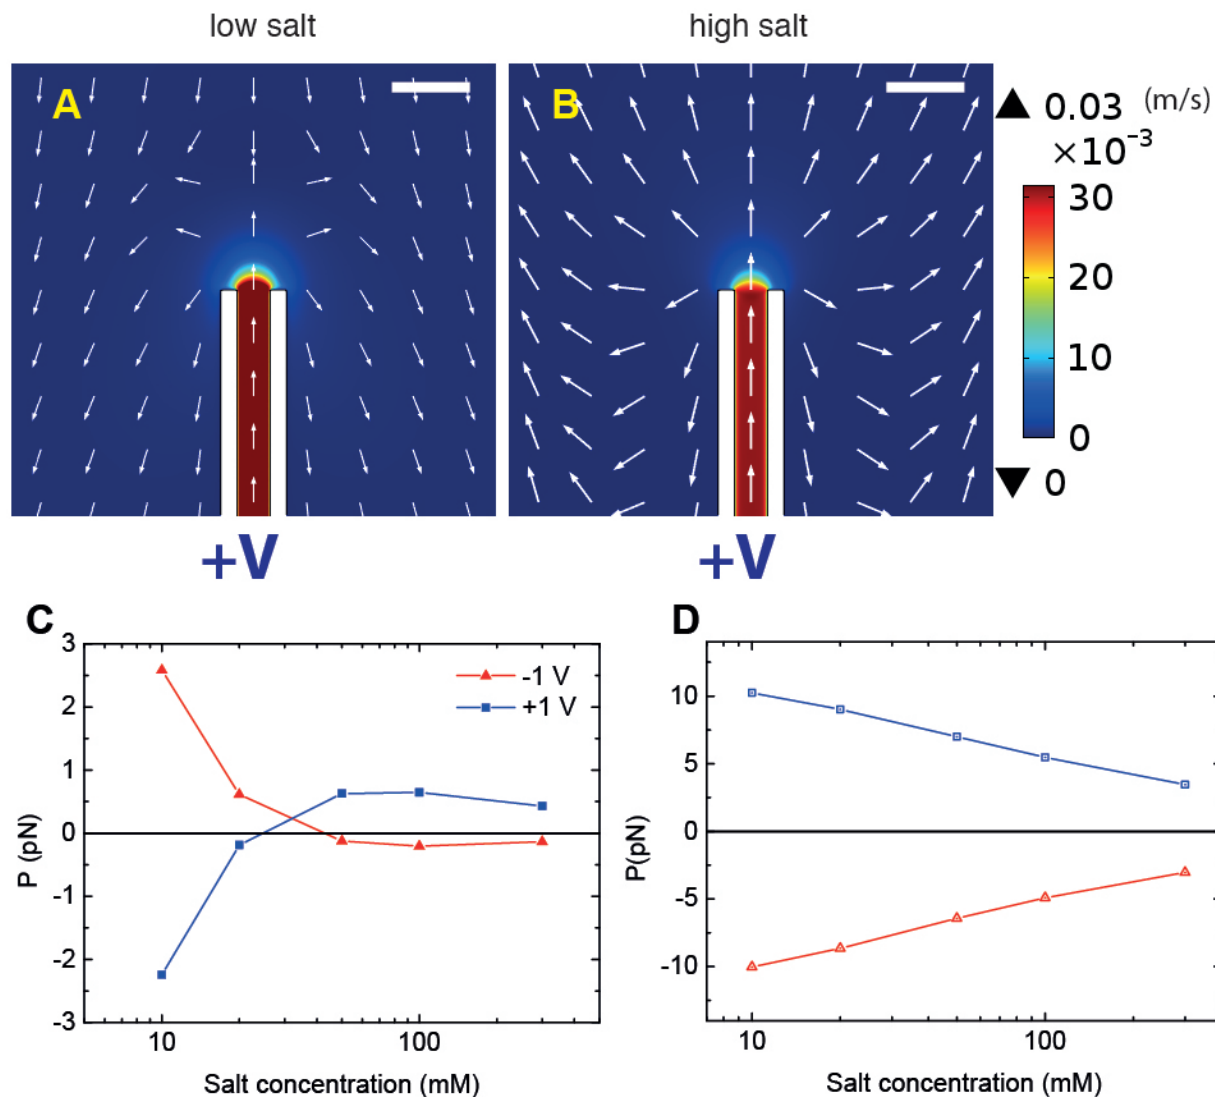 low salt
high salt
A
B
0.03 (m/s)
×10⁻³
30
20
10
0
0
+V
+V
C
D
3
2
1
0
-1
-2
-3
P (pN)
-1 V
+1 V
10
100
Salt concentration (mM)
10
5
0
-5
-10
P(pN)
10
100
Salt concentration (mM)